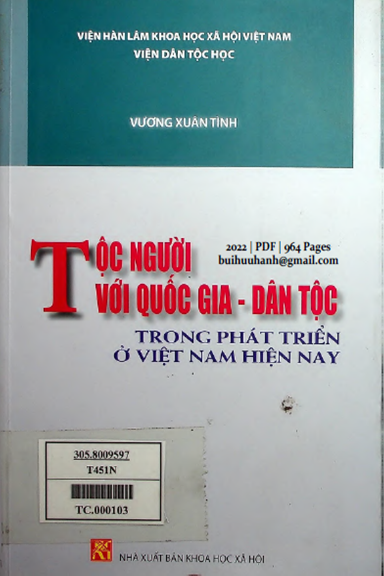 VIỆN HÀN LÂM KHOA HỌC XÃ HỘI VIỆT NAM
VIỆN DÂN TỘC HỌC
VƯƠNG XUÂN TÌNH
TỘC NGƯỜI
2022 | PDF | 964 Pages
buihuuhanh@gmail.com
VỚI QUỐC GIA - DÂN TỘC
TRONG PHÁT TRIỂN
Ở VIỆT NAM HIỆN NAY
305.8009597
T451N
TC.000103
NHÀ XUẤT BẢN KHOA HỌC XÃ HỘI